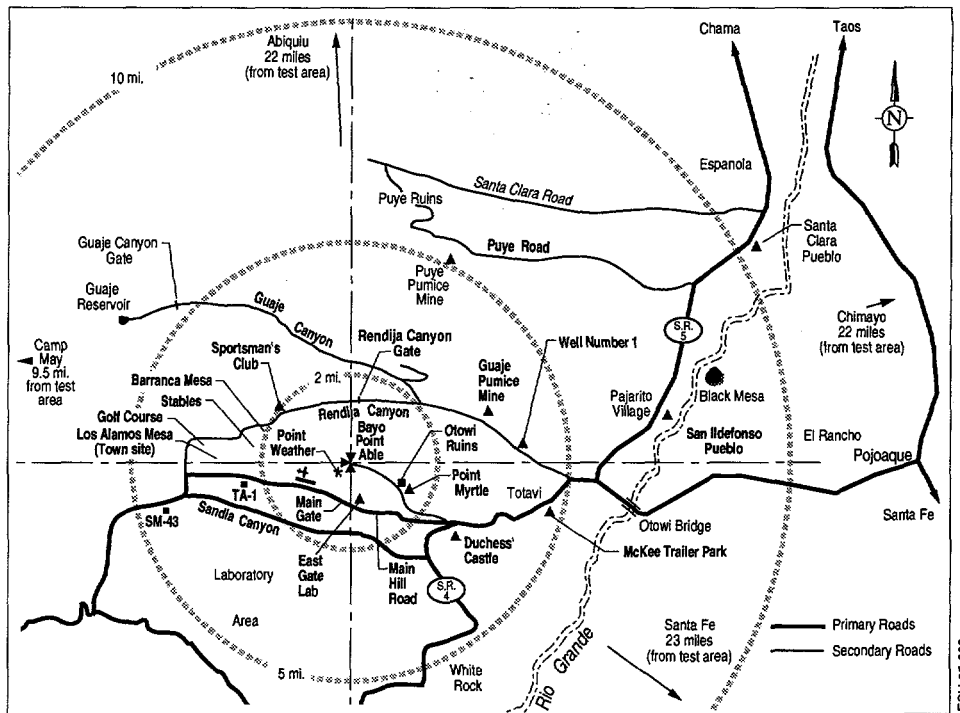 Abiquiu
22 miles
(from test area)
10 mi.
Chama
Taos
N
Espanola
Santa Clara Road
Puye Ruins
Puye Road
Santa
Clara
Pueblo
Puye
Pumice
Mine
Guaje Canyon
Gate
Guaje
Reservoir
Guaje
Canyon
Rendija Canyon
Gate
S.R.
5
Chimayo
22 miles
(from test area)
Camp
May
9.5 mi.
from test
area
Sportsman's
Club
Well Number 1
Barranca Mesa
2 mi.
Guaje
Pumice
Mine
Black Mesa
Stables
Rendija Canyon
Pajarito
Village
Golf Course
Los Alamos Mesa
(Town site)
Point
Weather
Bayo
Point
Able
Otowi
Ruins
San Ildefonso
Pueblo
El Rancho
Pojoaque
Point
Myrtle
TA-1
Main
Gate
Totavi
SM-43
Sandia Canyon
Otowi Bridge
Santa Fe
East
Gate
Lab
Main
Hill
Road
Duchess'
Castle
McKee Trailer Park
Laboratory
Area
S.R.
4
Santa Fe
23 miles
(from test area)
Primary Roads
Secondary Roads
5 mi.
White
Rock
Rio Grande